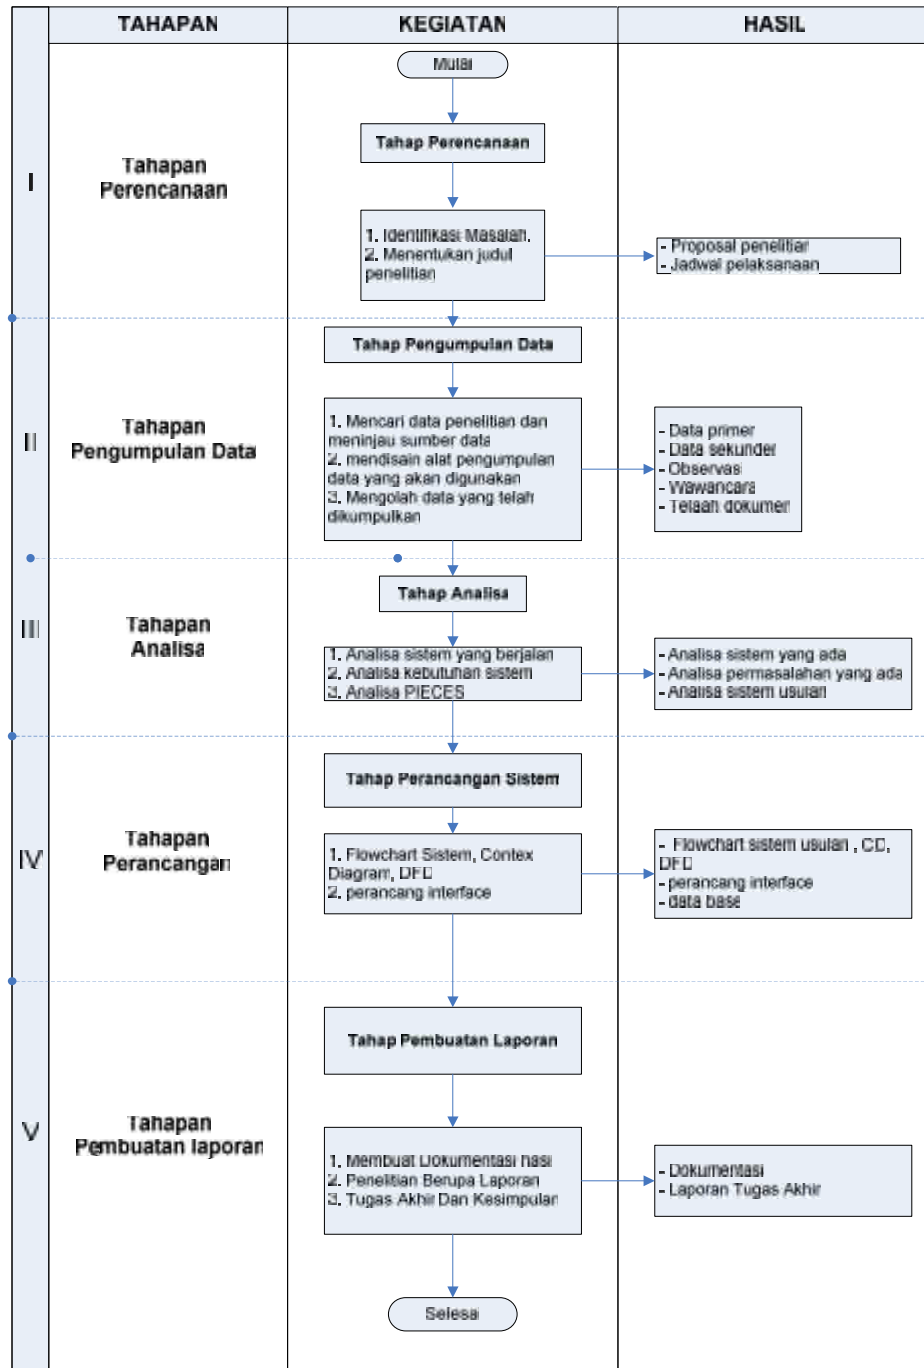 TAHAPAN
KEGIATAN
HASIL
I
Tahapan
Perencanaan
Mulai
Tahap Perencanaan
1. Identifikasi Masalah.
2. Menentukan judul
penelitian
- Proposal penelitian
- Jadwal pelaksanaan
II
Tahapan
Pengumpulan Data
Tahap Pengumpulan Data
1. Mencari data penelitian dan
meninjau sumber data
2. mendisain alat pengumpulan
data yang akan digunakan
3. Mengolah data yang telah
dikumpulkan
- Data primer
- Data sekunder
- Observasi
- Wawancara
- Telaah dokumen
III
Tahapan
Analisa
Tahap Analisa
1. Analisa sistem yang berjalan
2. Analisa kebutuhan sistem
3. Analisa PIECES
- Analisa sistem yang ada
- Analisa permasalahan yang ada
- Analisa sistem usulan
IV
Tahapan
Perancangan
Tahap Perancangan Sistem
1. Flowchart Sistem, Contex
Diagram, DFD
2. perancang interface
- Flowchart sistem usulan , CD,
DFD
- perancang interface
- data base
V
Tahapan
Pembuatan laporan
Tahap Pembuatan Laporan
1. Membuat Dokumentasi hasil
2. Penelitian Berupa Laporan
3. Tugas Akhir Dan Kesimpulan
- Dokumentasi
- Laporan Tugas Akhir
Selesai